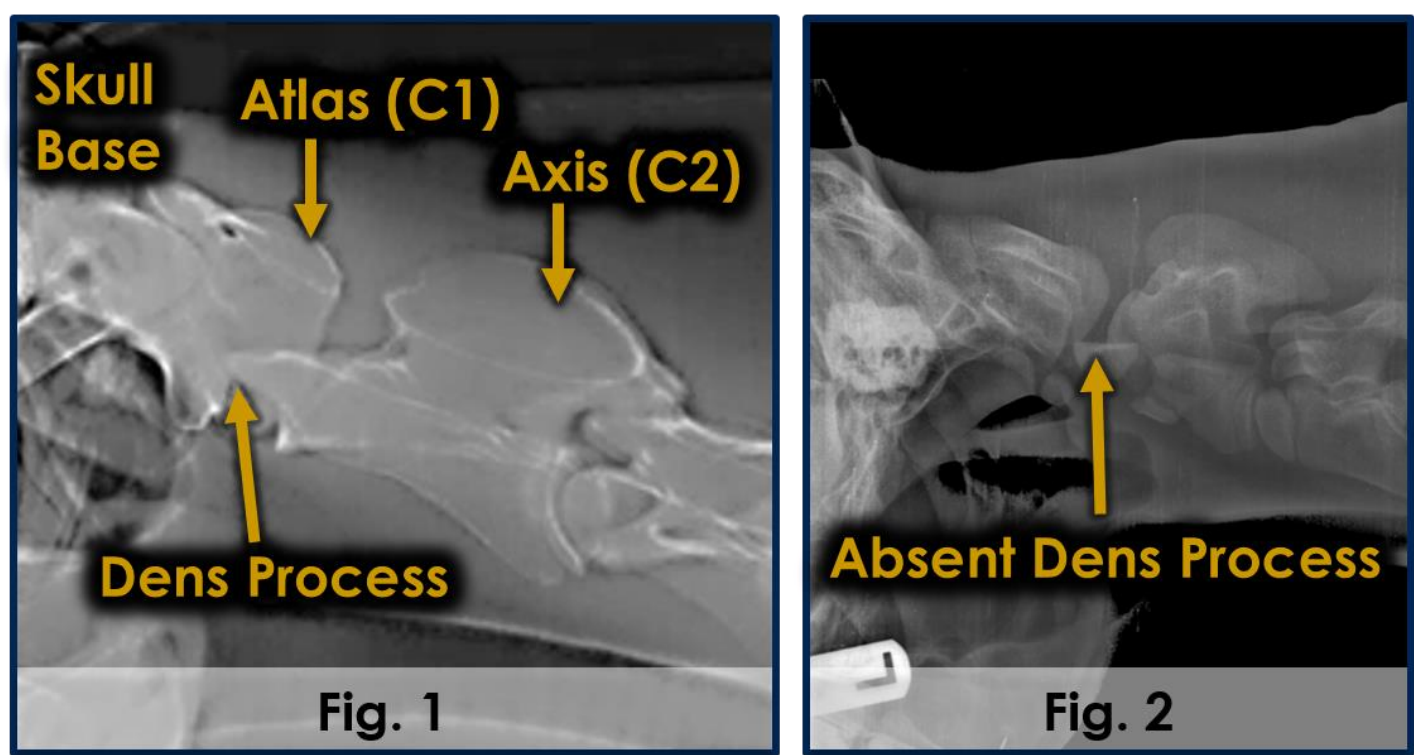 Skull
Base
Atlas (C1)
Axis (C2)
Dens Process
Fig. 1
Absent Dens Process
L
Fig. 2